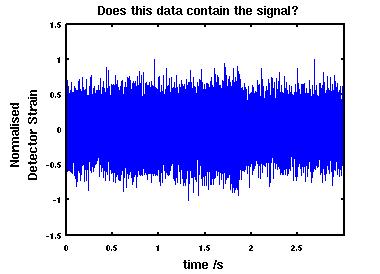 Does this data contain the signal?
1.5
1
0.5
0
-0.5
-1
-1.5
Normalised
Detector Strain
0 0.5 1 1.5 2 2.5
time /s